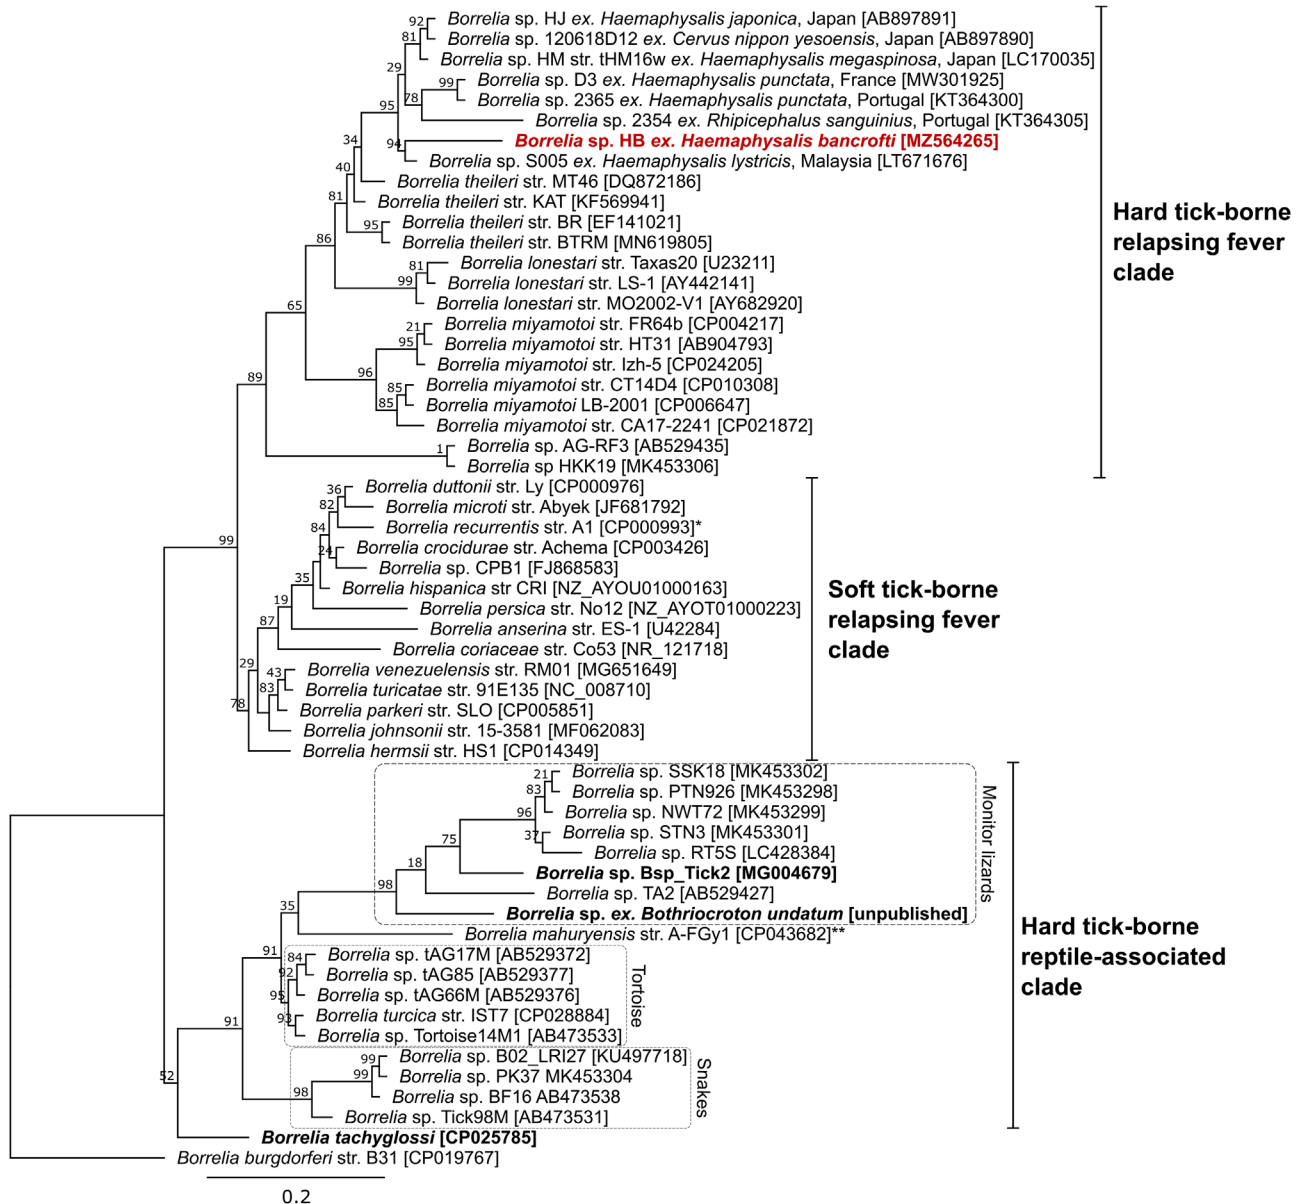 92
Borrelia sp. HJ ex. Haemaphysalis japonica, Japan [AB897891]
81
Borrelia sp. 120618D12 ex. Cervus nippon yesoensis, Japan [AB897890]
Borrelia sp. HM str. tHM16w ex. Haemaphysalis megaspinosa, Japan [LC170035]
29
99
Borrelia sp. D3 ex. Haemaphysalis punctata, France [MW301925]
78
Borrelia sp. 2365 ex. Haemaphysalis punctata, Portugal [KT364300]
95
Borrelia sp. 2354 ex. Rhipicephalus sanguinius, Portugal [KT364305]
34
94
Borrelia sp. HB ex. Haemaphysalis bancrofti [MZ564265]
Borrelia sp. S005 ex. Haemaphysalis lystricis, Malaysia [LT671676]
40
Borrelia theileri str. MT46 [DQ872186]
81
Borrelia theileri str. KAT [KF569941]
95
Borrelia theileri str. BR [EF141021]
86
Borrelia theileri str. BTRM [MN619805]
81
Borrelia lonestari str. Taxas20 [U23211]
99
Borrelia lonestari str. LS-1 [AY442141]
65
Borrelia lonestari str. MO2002-V1 [AY682920]
21
Borrelia miyamotoi str. FR64b [CP004217]
95
Borrelia miyamotoi str. HT31 [AB904793]
96
Borrelia miyamotoi str. Izh-5 [CP024205]
89
85
Borrelia miyamotoi str. CT14D4 [CP010308]
85
Borrelia miyamotoi LB-2001 [CP006647]
Borrelia miyamotoi str. CA17-2241 [CP021872]
1
Borrelia sp. AG-RF3 [AB529435]
Borrelia sp HKK19 [MK453306]
Hard tick-borne
relapsing fever
clade
36
Borrelia duttonii str. Ly [CP000976]
82
Borrelia microti str. Abyek [JF681792]
84
Borrelia recurrentis str. A1 [CP000993]*
99
24
Borrelia crocidurae str. Achema [CP003426]
Borrelia sp. CPB1 [FJ868583]
35
Borrelia hispanica str CRI [NZ_AYOU01000163]
19
Borrelia persica str. No12 [NZ_AYOT01000223]
87
Borrelia anserina str. ES-1 [U42284]
Borrelia coriaceae str. Co53 [NR_121718]
29
43
Borrelia venezuelensis str. RM01 [MG651649]
83
Borrelia turicatae str. 91E135 [NC_008710]
78
Borrelia parkeri str. SLO [CP005851]
Borrelia johnsonii str. 15-3581 [MF062083]
Borrelia hermsii str. HS1 [CP014349]
Soft tick-borne
relapsing fever
clade
21
Borrelia sp. SSK18 [MK453302]
83
Borrelia sp. PTN926 [MK453298]
96
Borrelia sp. NWT72 [MK453299]
37
Borrelia sp. STN3 [MK453301]
75
Borrelia sp. RT5S [LC428384]
18
Borrelia sp. Bsp_Tick2 [MG004679]
98
Borrelia sp. TA2 [AB529427]
35
Borrelia sp. ex. Bothriocroton undatum [unpublished]
Monitor lizards
Borrelia mahuryensis str. A-FGy1 [CP043682]**
91
84
Borrelia sp. tAG17M [AB529372]
92
Borrelia sp. tAG85 [AB529377]
95
Borrelia sp. tAG66M [AB529376]
93
Borrelia turcica str. IST7 [CP028884]
91
Borrelia sp. Tortoise14M1 [AB473533]
Tortoise
99
Borrelia sp. B02_LRI27 [KU497718]
99
Borrelia sp. PK37 MK453304
52
98
Borrelia sp. BF16 AB473538
Borrelia sp. Tick98M [AB473531]
Snakes
Hard tick-borne
reptile-associated
clade
Borrelia tachyglossi [CP025785]
Borrelia burgdorferi str. B31 [CP019767]
0.2